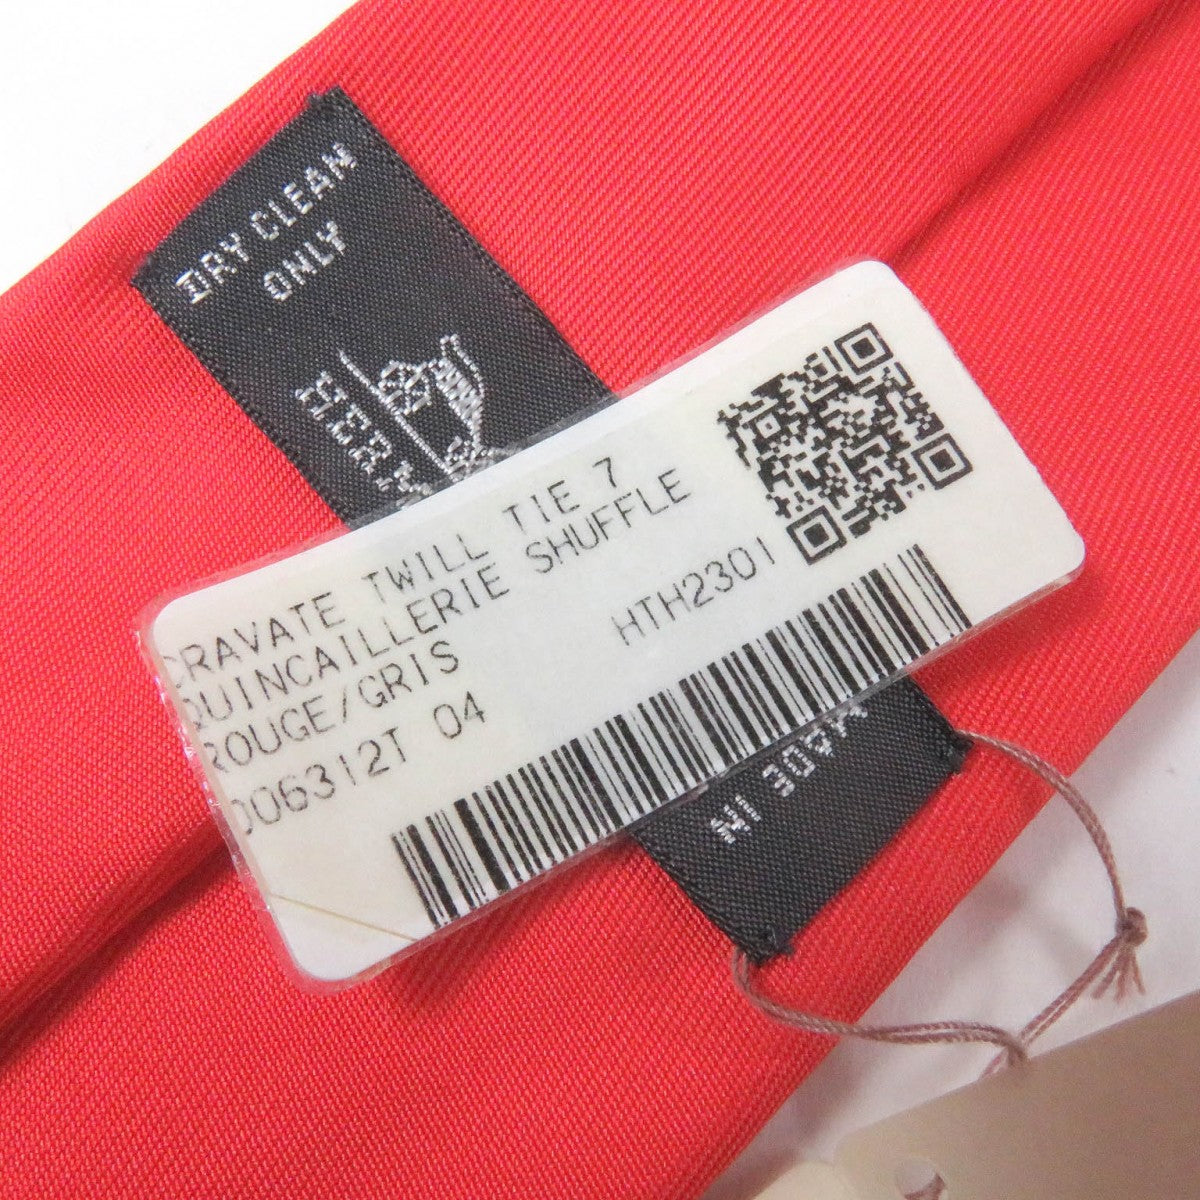 DRY CLEAN
ONLY
CRAVATE TWILL TIE 7
QUINCAILLERIE SHUFFLE
ROUGE/GRIS
006312T 04
HTH2301
MADE IN